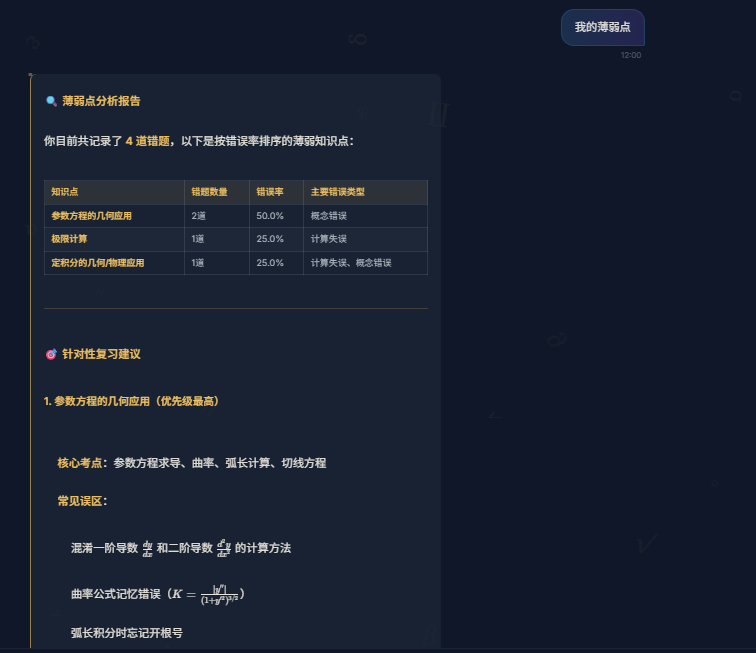 我的薄弱点
12:00
🔍 薄弱点分析报告
你目前共记录了 4 道错题，以下是按错误率排序的薄弱知识点：
知识点 错题数量 错误率 主要错误类型
参数方程的几何应用 2道 50.0% 概念错误
极限计算 1道 25.0% 计算失误
定积分的几何/物理应用 1道 25.0% 计算失误、概念错误
🎯 针对性复习建议
1. 参数方程的几何应用（优先级最高）
核心考点：参数方程求导、曲率、弧长计算、切线方程
常见误区：
混淆一阶导数 dy/dx 和二阶导数 d²y/dx² 的计算方法
曲率公式记忆错误（K = |y″|/(1+y′²)^{3/2}）
弧长积分时忘记开根号